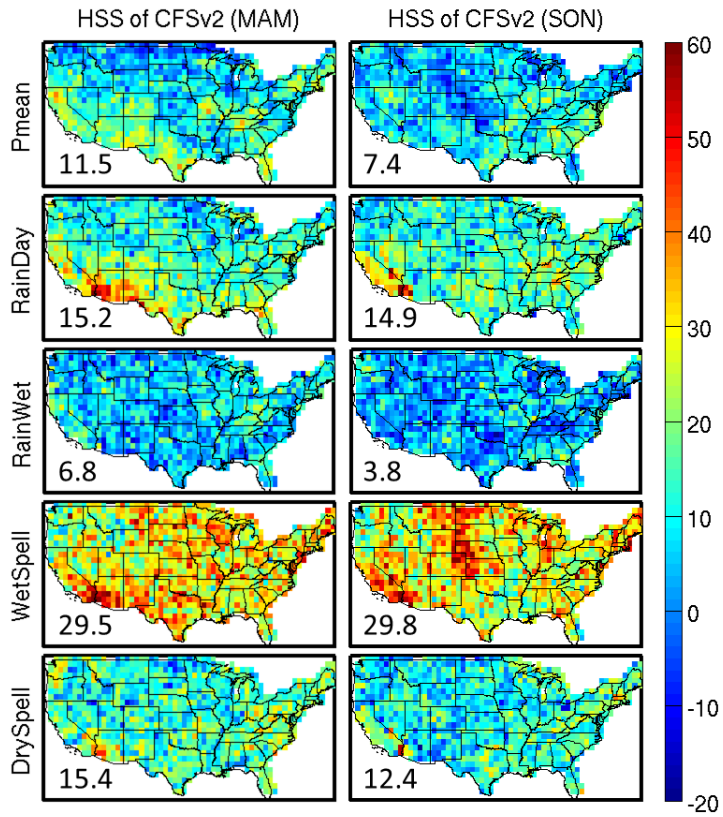 HSS of CFSv2 (MAM) HSS of CFSv2 (SON)
Pmean 11.5 7.4
RainDay 15.2 14.9
RainWet 6.8 3.8
WetSpell 29.5 29.8
DrySpell 15.4 12.4
60
50
40
30
20
10
0
-10
-20